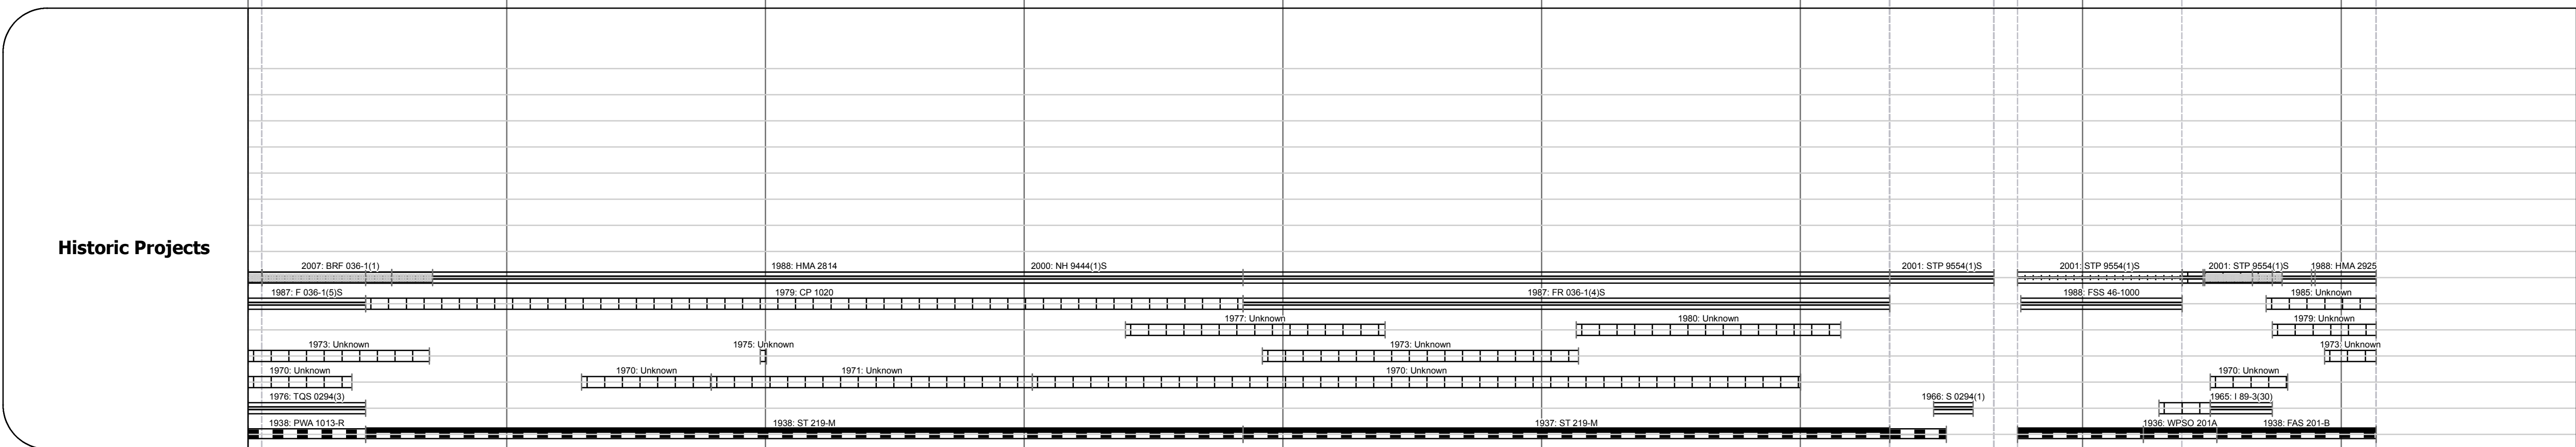 Historic Projects
2007: BRF 036-1(1) 1988: HMA 2814 2000: NH 9444(1)S 2001: STP 9554(1)S 2001: STP 9554(1)S 2001: STP 9554(1)S 1988: HMA 2925
1987: F 036-1(5)S 1979: CP 1020 1987: FR 036-1(4)S 1988: FSS 46-1000 1985: Unknown
1977: Unknown 1980: Unknown 1979: Unknown
1973: Unknown 1975: Unknown 1973: Unknown 1973: Unknown
1970: Unknown 1970: Unknown 1971: Unknown 1970: Unknown 1970: Unknown
1976: TQS 0294(3) 1966: S 0294(1) 1965: I 89-3(30)
1938: PWA 1013-R 1938: ST 219-M 1937: ST 219-M 1936: WPSO 201A 1938: FAS 201-B